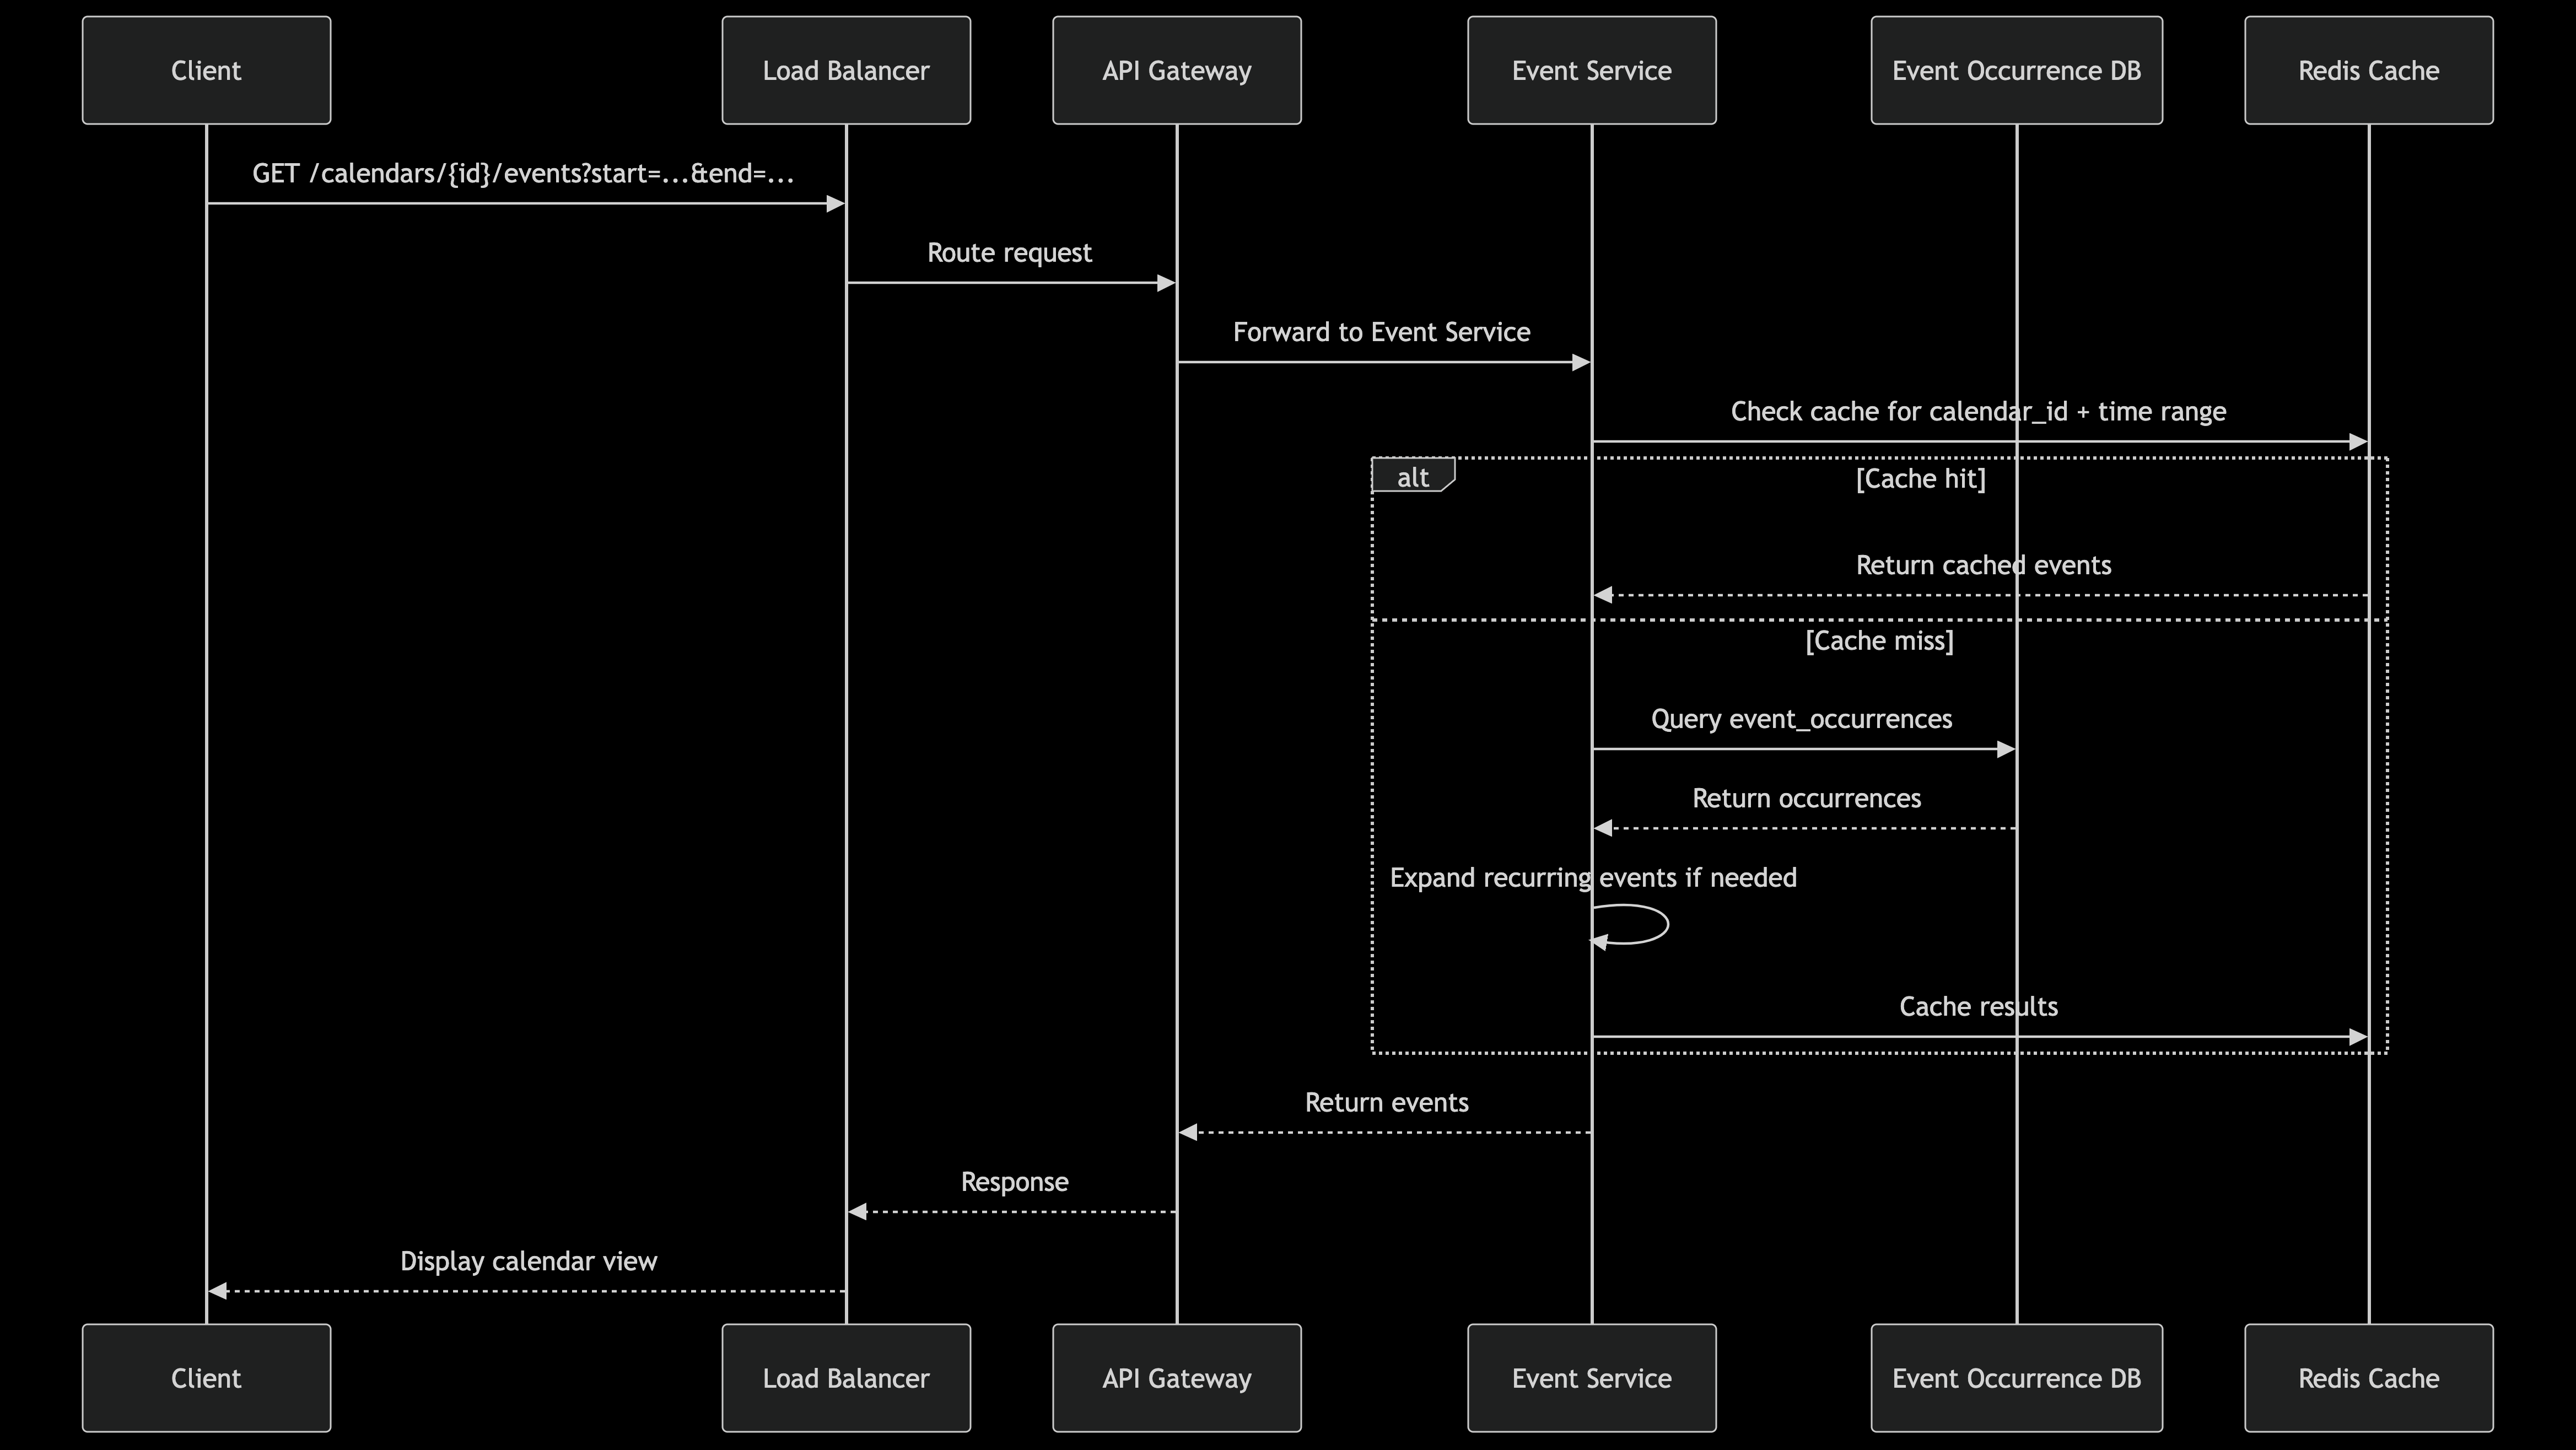 Client
Load Balancer
API Gateway
Event Service
Event Occurrence DB
Redis Cache
GET /calendars/{id}/events?start=...&end=...
Route request
Forward to Event Service
Check cache for calendar_id + time range
alt
[Cache hit]
Return cached events
[Cache miss]
Query event_occurrences
Return occurrences
Expand recurring events if needed
Cache results
Return events
Response
Display calendar view
Client
Load Balancer
API Gateway
Event Service
Event Occurrence DB
Redis Cache